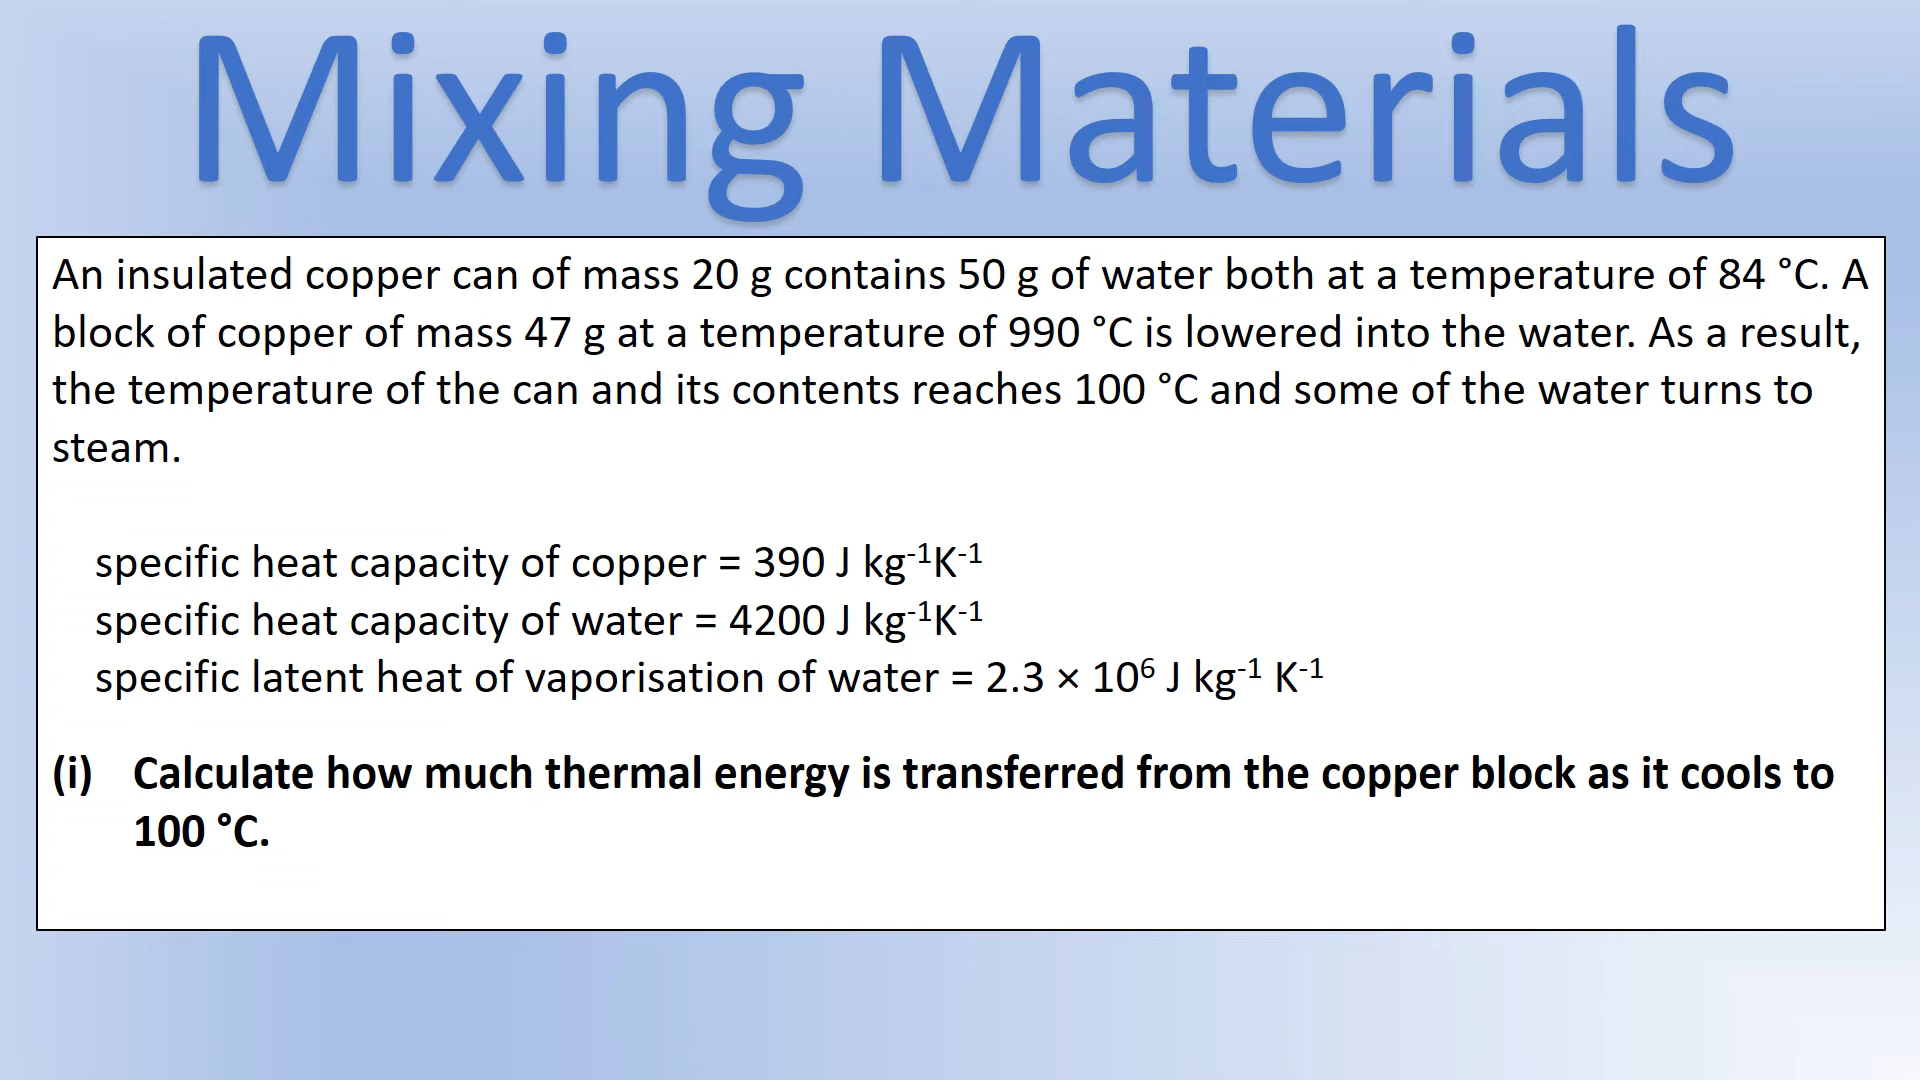 Mixing Materials
An insulated copper can of mass 20 g contains 50 g of water both at a temperature of 84 °C. A
block of copper of mass 47 g at a temperature of 990 °C is lowered into the water. As a result,
the temperature of the can and its contents reaches 100 °C and some of the water turns to
steam.
specific heat capacity of copper = 390 J kg⁻¹K⁻¹
specific heat capacity of water = 4200 J kg⁻¹K⁻¹
specific latent heat of vaporisation of water = 2.3 × 10⁶ J kg⁻¹ K⁻¹
(i) Calculate how much thermal energy is transferred from the copper block as it cools to
100 °C.